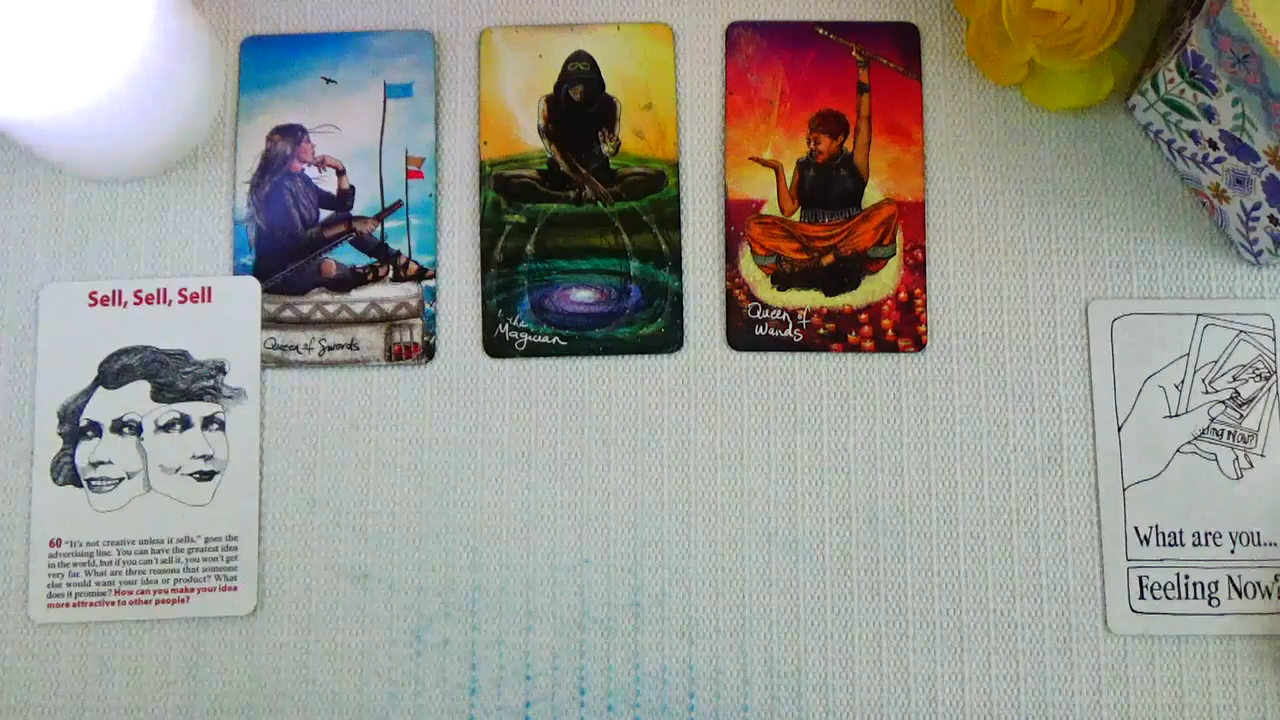 Queen of Swords
1. the
Magician
Queen of
Wands
Sell, Sell, Sell
60 "It's not creative unless it sells," goes the
advertising line. You can have the greatest idea
in the world, but if you can't sell it, you won't get
very far. What are three reasons that someone
else would want your idea or product? What
does it promise? How can you make your idea
more attractive to other people?
ing Now?
What are you...
Feeling Now?